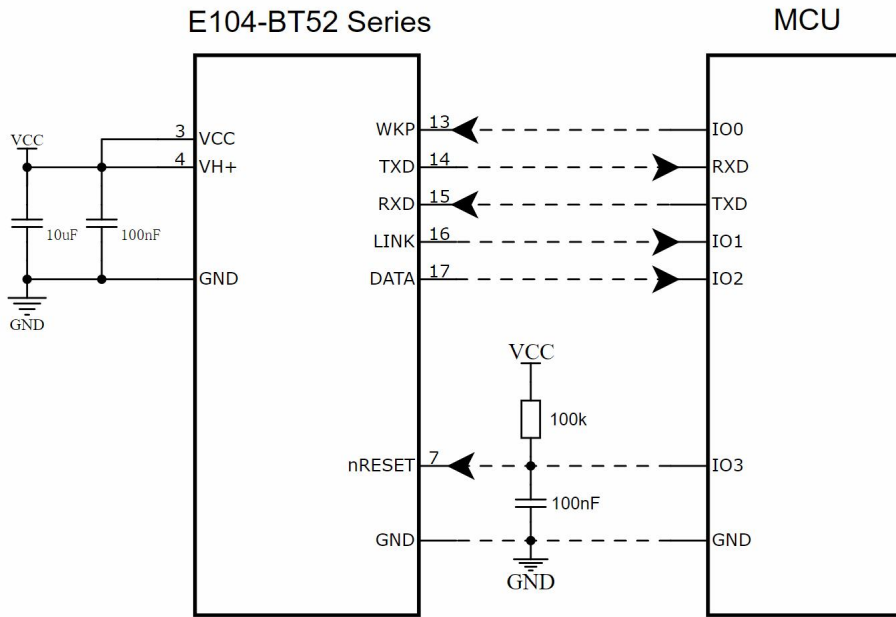 E104-BT52 Series
MCU
VCC
3 VCC
4 VH+
10uF
100nF
GND
GND
WKP 13
IO0
TXD 14
RXD
RXD 15
TXD
LINK 16
IO1
DATA 17
IO2
VCC
100k
nRESET 7
IO3
100nF
GND
GND
GND